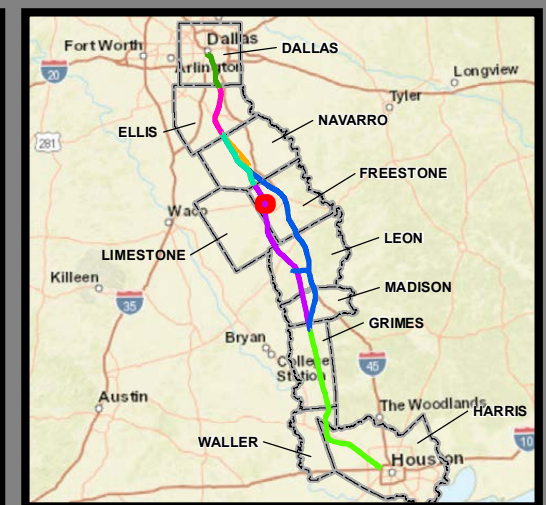 Fort Worth
Dallas
DALLAS
Arlington
20
Longview
Tyler
ELLIS
NAVARRO
281
FREESTONE
Waco
LEON
LIMESTONE
Killeen
MADISON
35
GRIMES
Bryan
College
Station
45
Austin
The Woodlands
HARRIS
WALLER
10
Houston